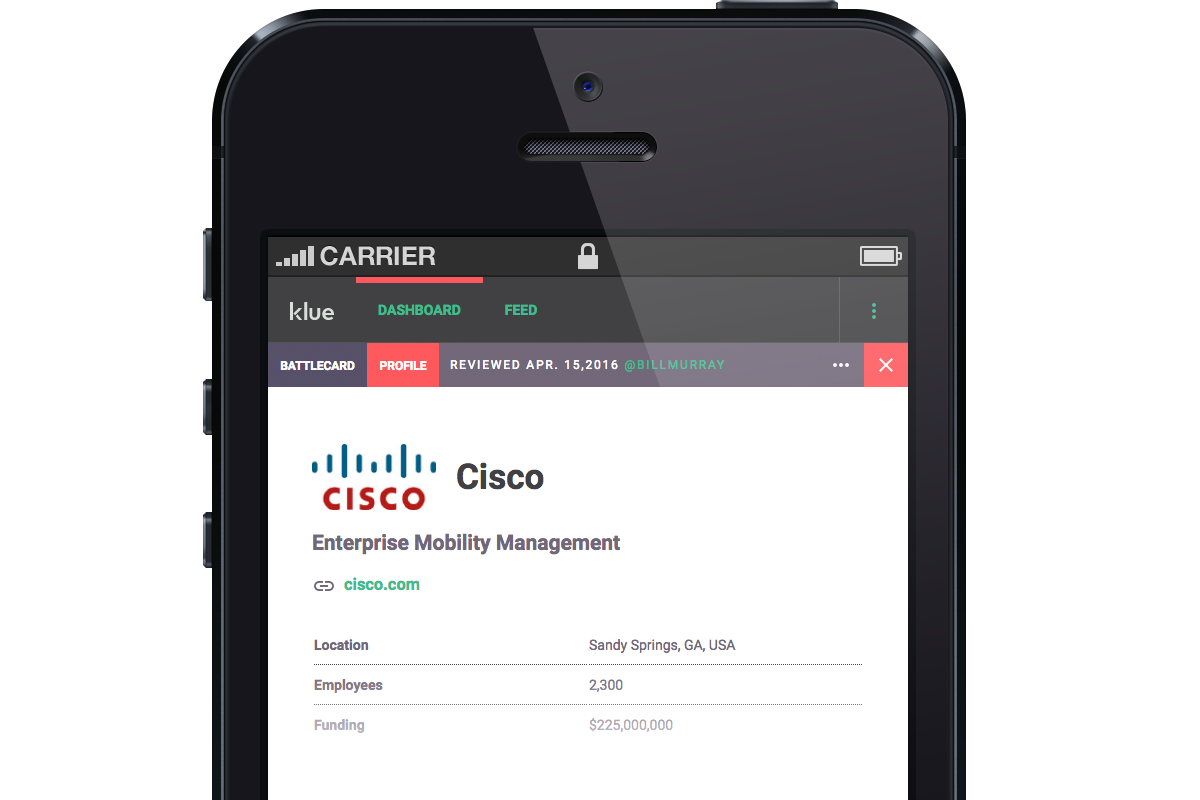 CARRIER
klue DASHBOARD FEED
BATTLECARD PROFILE REVIEWED APR. 15,2016 @BILLMURRAY
CISCO Cisco
Enterprise Mobility Management
cisco.com
Location Sandy Springs, GA, USA
Employees 2,300
Funding $225,000,000